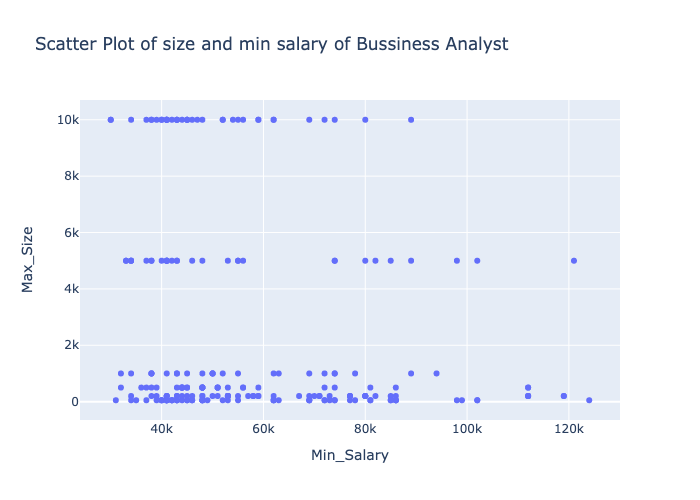 Scatter Plot of size and min salary of Bussiness Analyst
10k
8k
6k
4k
2k
0
Max_Size
40k
60k
80k
100k
120k
Min_Salary